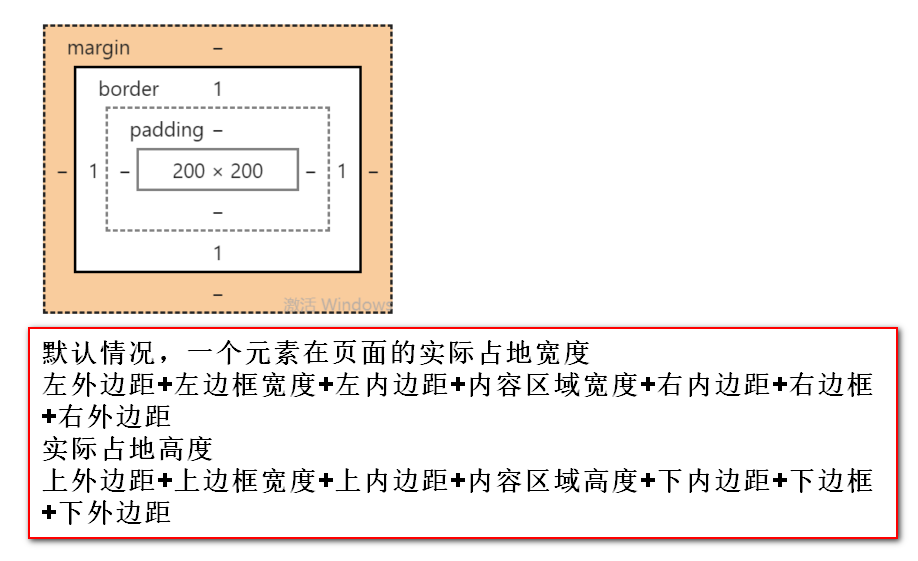 margin –
border 1
padding –
– 1 – 200 × 200 – 1 –
–
1
–
激活 Windows
默认情况，一个元素在页面的实际占地宽度
左外边距+左边框宽度+左内边距+内容区域宽度+右内边距+右边框
+右外边距
实际占地高度
上外边距+上边框宽度+上内边距+内容区域高度+下内边距+下边框
+下外边距